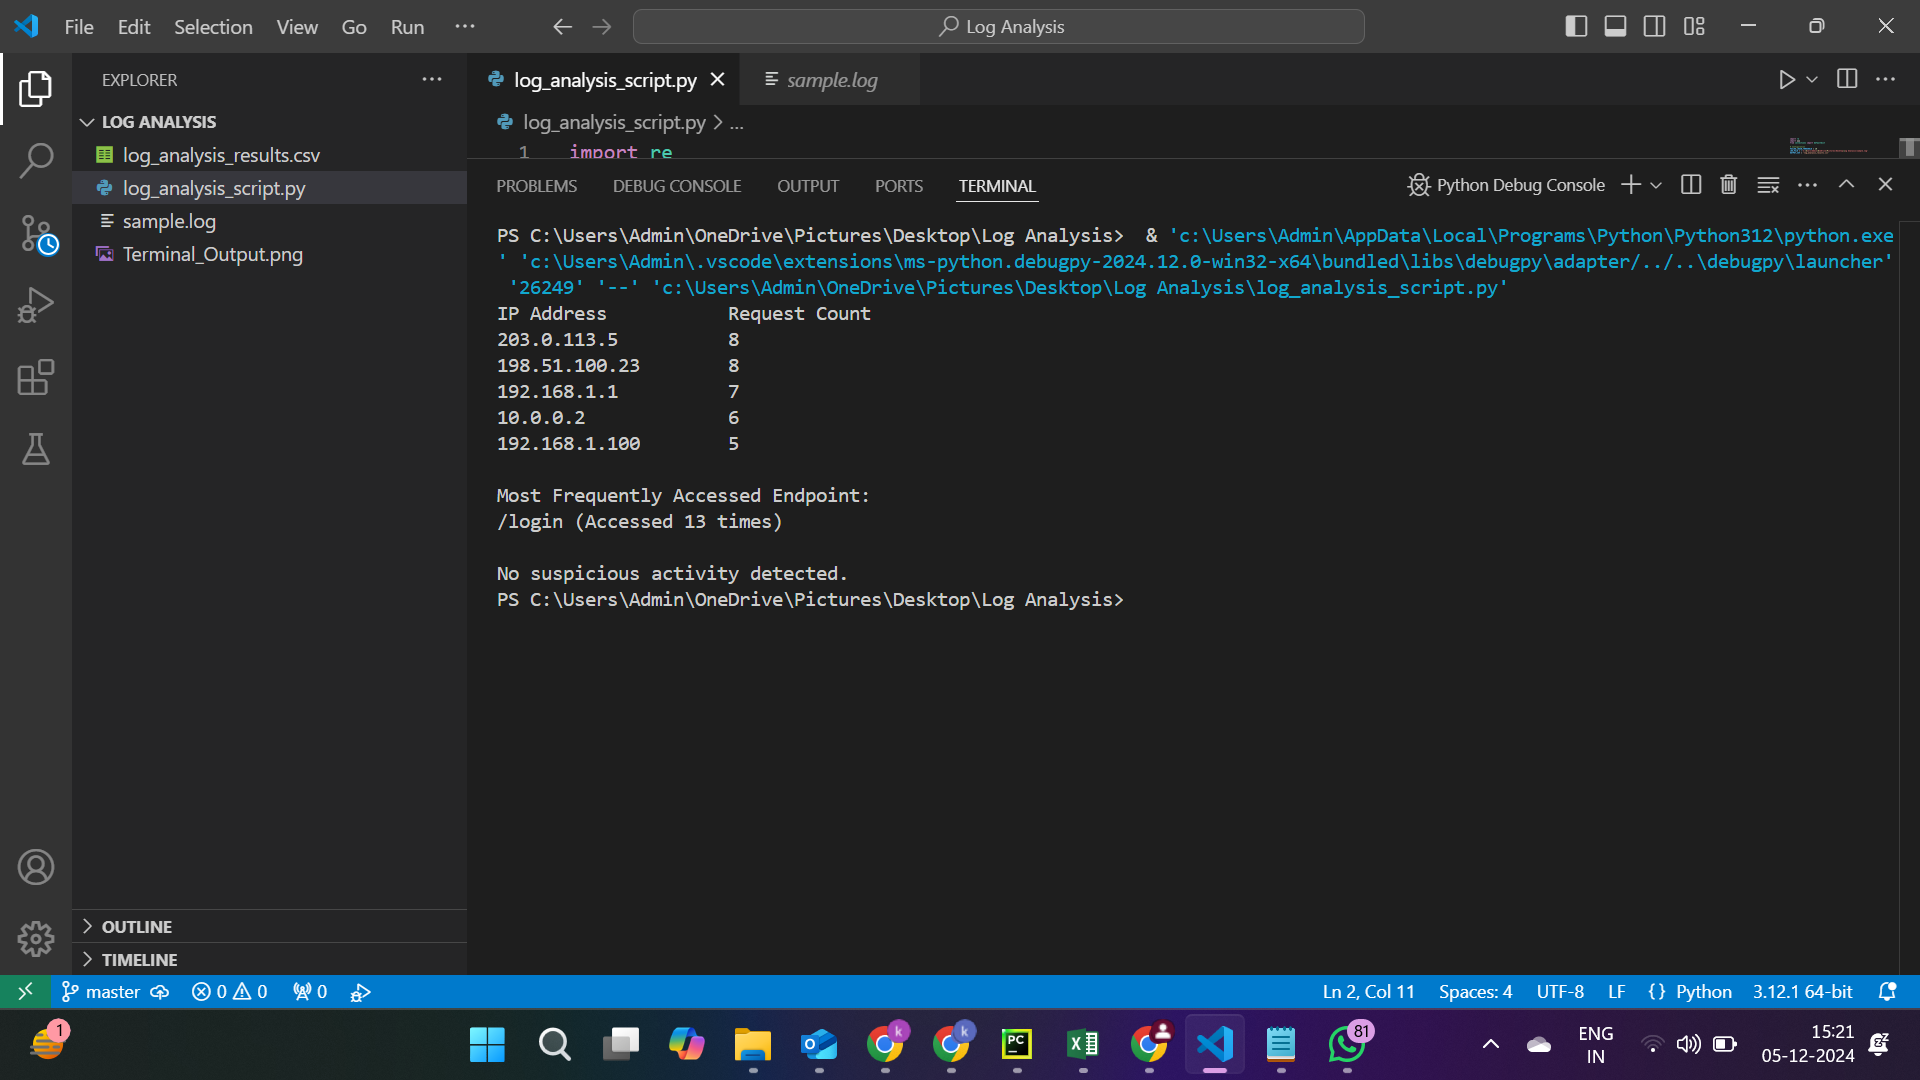 File Edit Selection View Go Run ...
Log Analysis
EXPLORER
LOG ANALYSIS
log_analysis_results.csv
log_analysis_script.py
sample.log
Terminal_Output.png
OUTLINE
TIMELINE
log_analysis_script.py sample.log
log_analysis_script.py > ...
1 import re
PROBLEMS DEBUG CONSOLE OUTPUT PORTS TERMINAL
Python Debug Console
PS C:\Users\Admin\OneDrive\Pictures\Desktop\Log Analysis>  & 'c:\Users\Admin\AppData\Local\Programs\Python\Python312\python.exe
' 'c:\Users\Admin\.vscode\extensions\ms-python.debugpy-2024.12.0-win32-x64\bundled\libs\debugpy\adapter/../..\debugpy\launcher'
'26249' '--' 'c:\Users\Admin\OneDrive\Pictures\Desktop\Log Analysis\log_analysis_script.py'
IP Address Request Count
203.0.113.5 8
198.51.100.23 8
192.168.1.1 7
10.0.0.2 6
192.168.1.100 5
Most Frequently Accessed Endpoint:
/login (Accessed 13 times)
No suspicious activity detected.
PS C:\Users\Admin\OneDrive\Pictures\Desktop\Log Analysis>
master 0 0 0
Ln 2, Col 11 Spaces: 4 UTF-8 LF {} Python 3.12.1 64-bit
1
k
k
PC
81
ENG
IN
15:21
05-12-2024